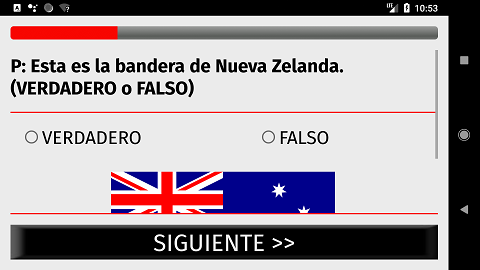 10:53
P: Esta es la bandera de Nueva Zelanda.
(VERDADERO o FALSO)
VERDADERO
FALSO
SIGUIENTE >>